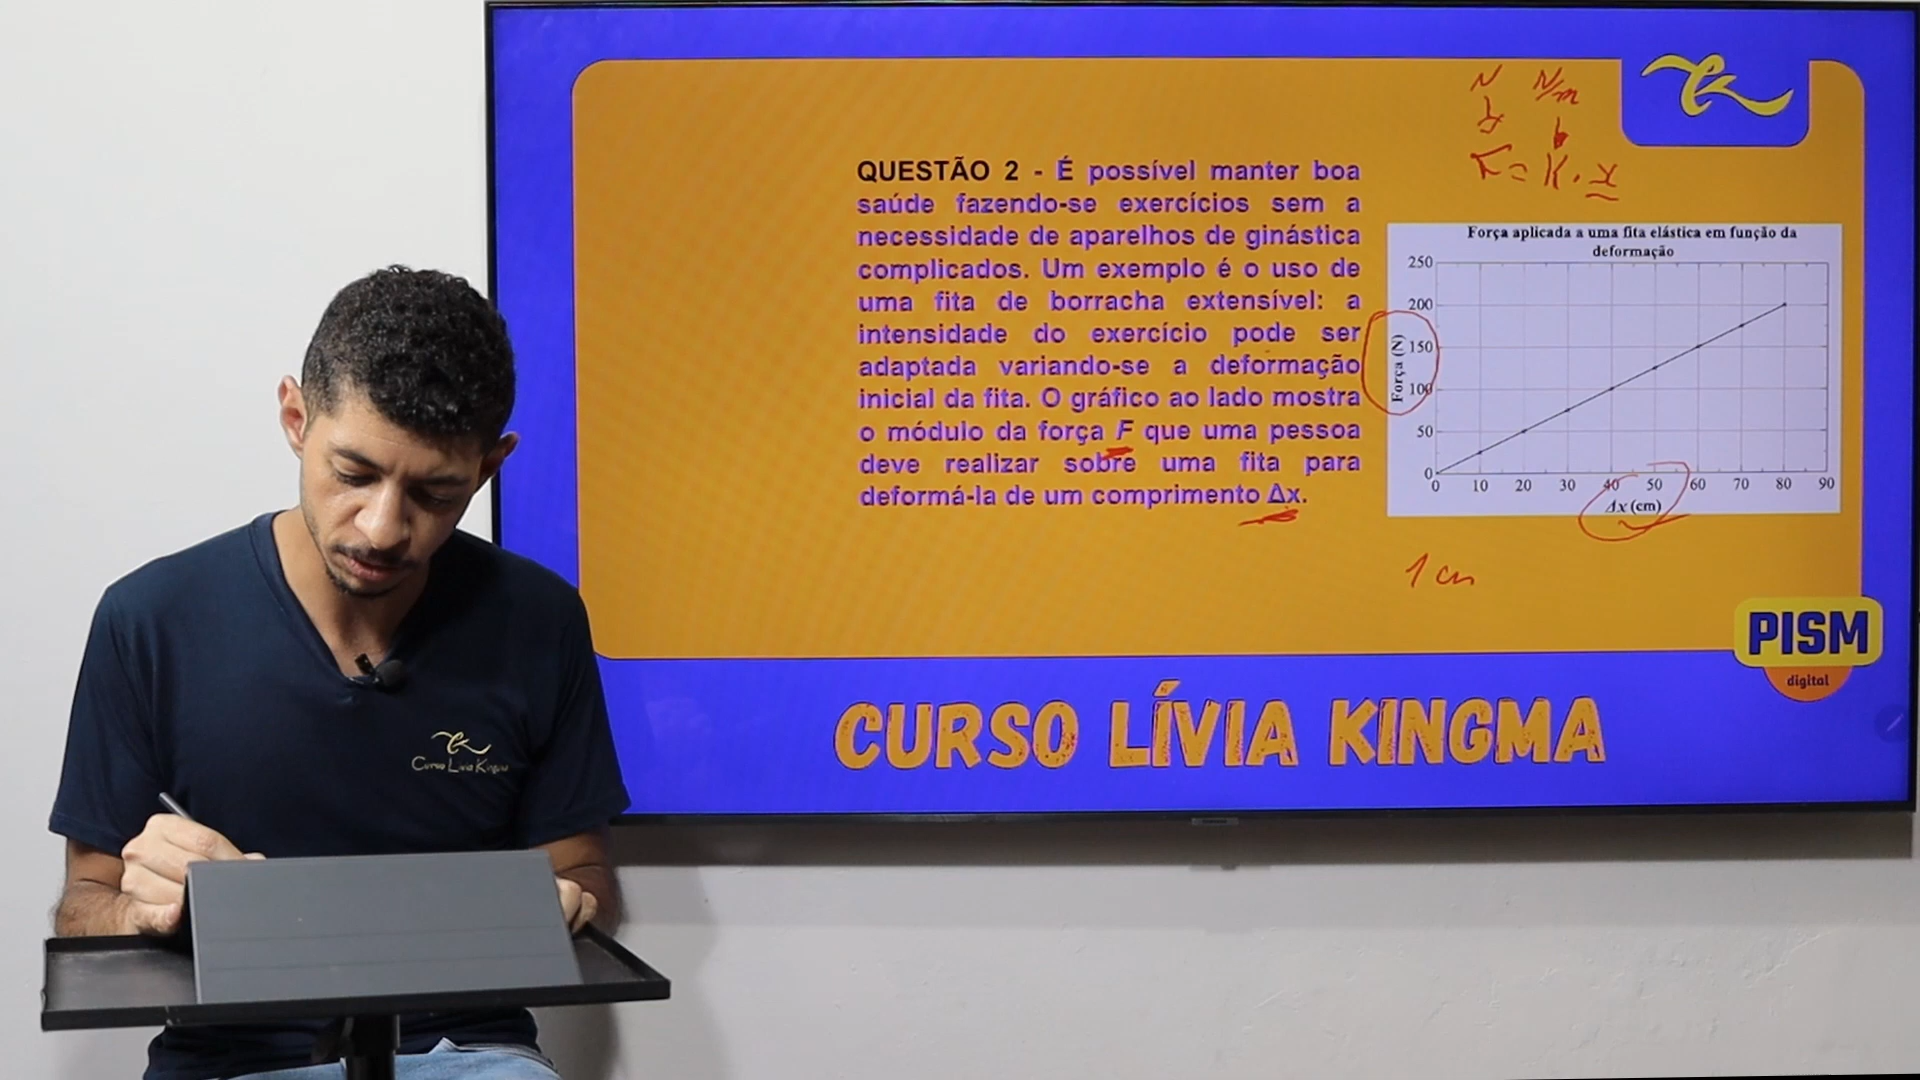 N N/m
F = K . x
QUESTÃO 2 - É possível manter boa
saúde fazendo-se exercícios sem a
necessidade de aparelhos de ginástica
complicados. Um exemplo é o uso de
uma fita de borracha extensível: a
intensidade do exercício pode ser
adaptada variando-se a deformação
inicial da fita. O gráfico ao lado mostra
o módulo da força F que uma pessoa
deve realizar sobre uma fita para
deformá-la de um comprimento Δx.
Força aplicada a uma fita elástica em função da
deformação
250
200
150
100
50
0
Força (N)
0 10 20 30 40 50 60 70 80 90
Δx (cm)
1 cm
PISM
digital
CURSO LÍVIA KINGMA
Curso Lívia Kingma